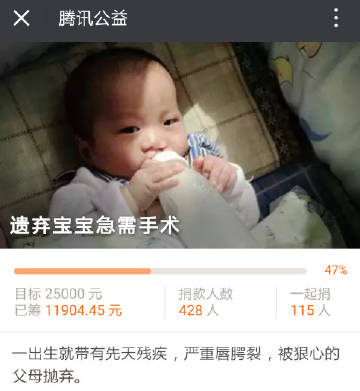 腾讯公益
遗弃宝宝急需手术
47%
目标 25000 元 捐款人数 一起捐
已筹 11904.45 元 428 人 115 人
一出生就带有先天残疾，严重唇腭裂，被狠心的
父母抛弃。